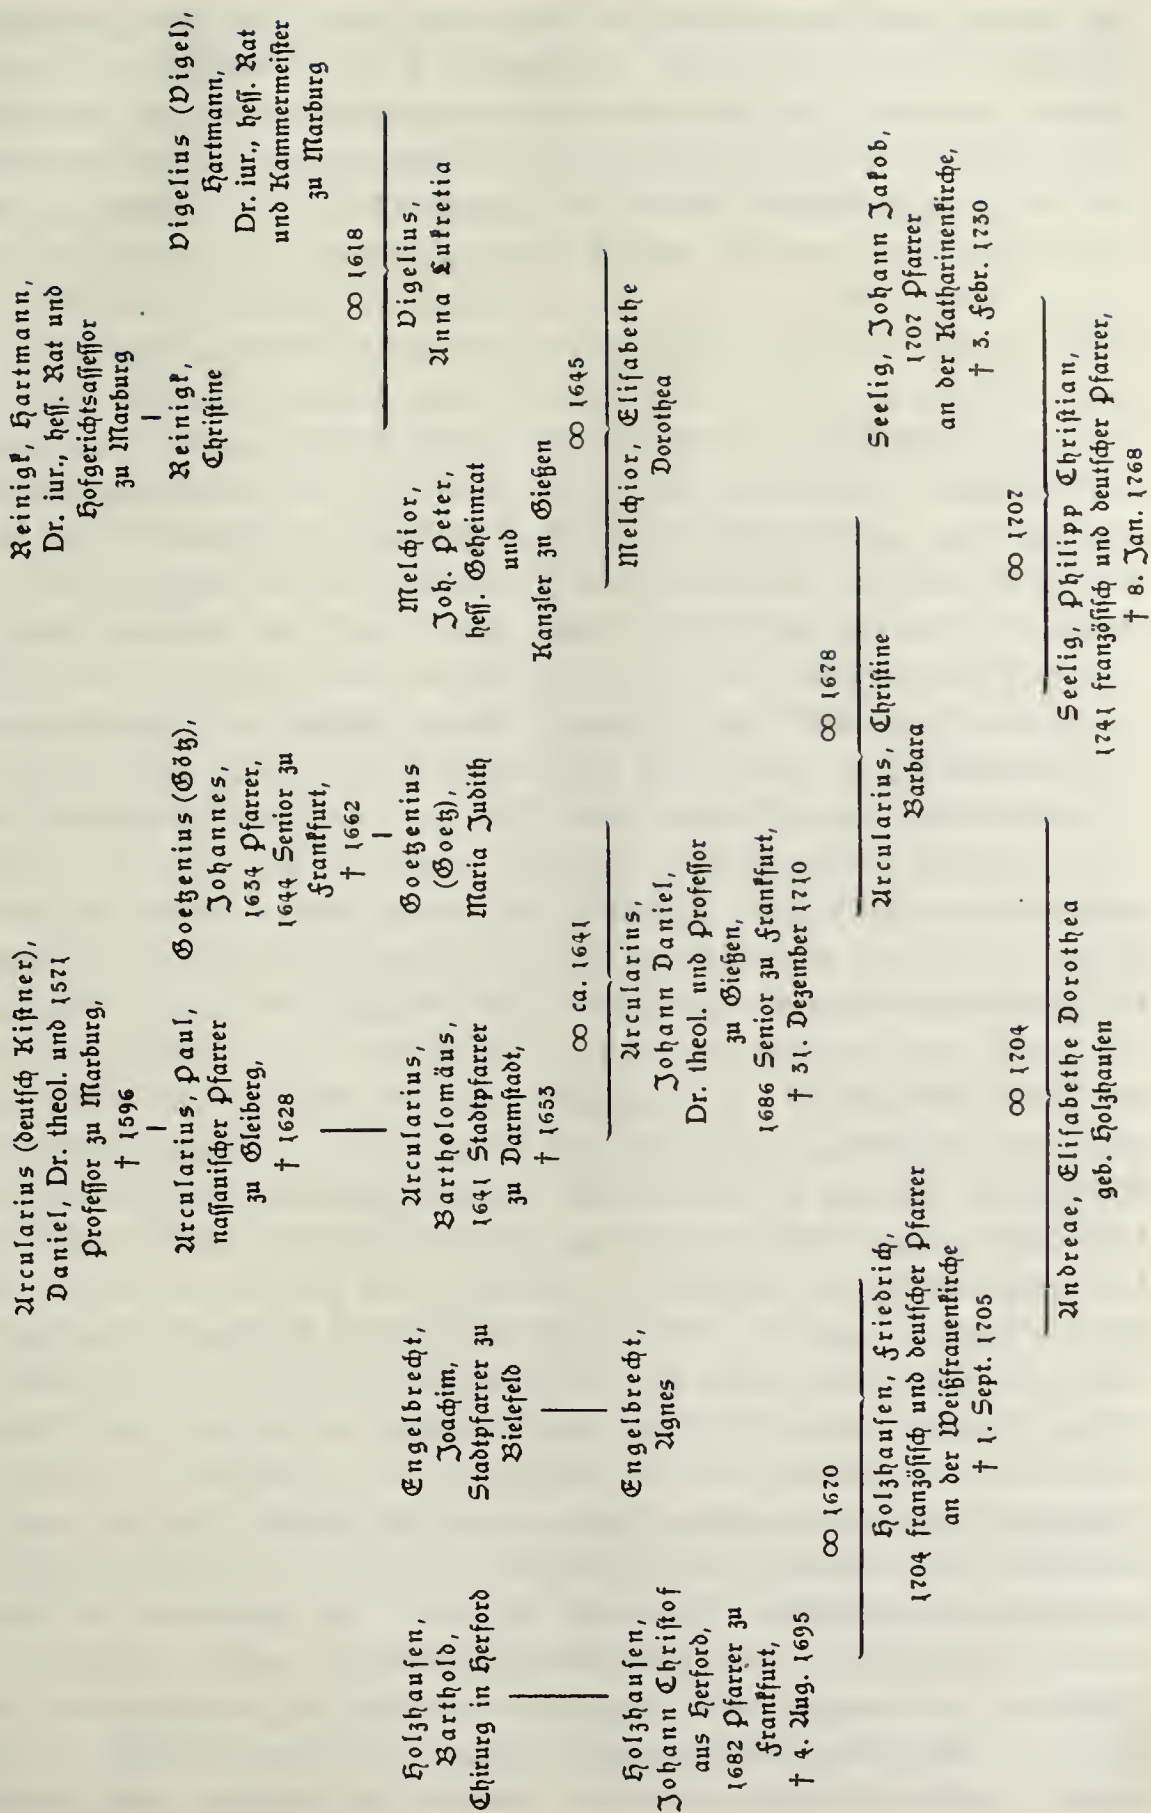 Arcularius (deutsch Kistner),
Daniel, Dr. theol. und 1571
Professor zu Marburg,
† 1596
Reinigk, Hartmann,
Dr. iur., hess. Rat und
Hofgerichtsassessor
zu Marburg
Arcularius, Paul,
nassauischer Pfarrer
zu Gleiberg,
† 1628
Goetzenius (Götz),
Johannes,
1634 Pfarrer,
1644 Senior zu
Frankfurt,
† 1662
Reinigk,
Christine
Vigelius (Vigel),
Hartmann,
Dr. iur., hess. Rat
und Kammermeister
zu Marburg
∞ 1618
Holzhausen,
Barthold,
Chirurg in Herford
Engelbrecht,
Joachim,
Stadtpfarrer zu
Bielefeld
Arcularius,
Bartholomäus,
1641 Stadtpfarrer
zu Darmstadt,
† 1653
Goetzenius
(Goetz),
Maria Judith
Melchior,
Joh. Peter,
hess. Geheimrat
und
Kanzler zu Gießen
Vigelius,
Anna Lukretia
∞ ca. 1641
∞ 1645
Holzhausen,
Johann Christof
aus Herford,
1682 Pfarrer zu
Frankfurt,
† 4. Aug. 1695
Engelbrecht,
Agnes
Arcularius,
Johann Daniel,
Dr. theol. und Professor
zu Gießen,
1686 Senior zu Frankfurt,
† 31. Dezember 1710
Melchior, Elisabethe
Dorothea
∞ 1670
∞ 1678
Holzhausen, Friedrich,
1704 französisch und deutscher Pfarrer
an der Weißfrauenkirche
† 1. Sept. 1705
Arcularius, Christine
Barbara
Seelig, Johann Jakob,
1707 Pfarrer
an der Katharinenkirche,
† 3. Febr. 1730
∞ 1704
∞ 1707
Andreae, Elisabethe Dorothea
geb. Holzhausen
Seelig, Philipp Christian,
1741 französisch und deutscher Pfarrer,
† 8. Jan. 1768